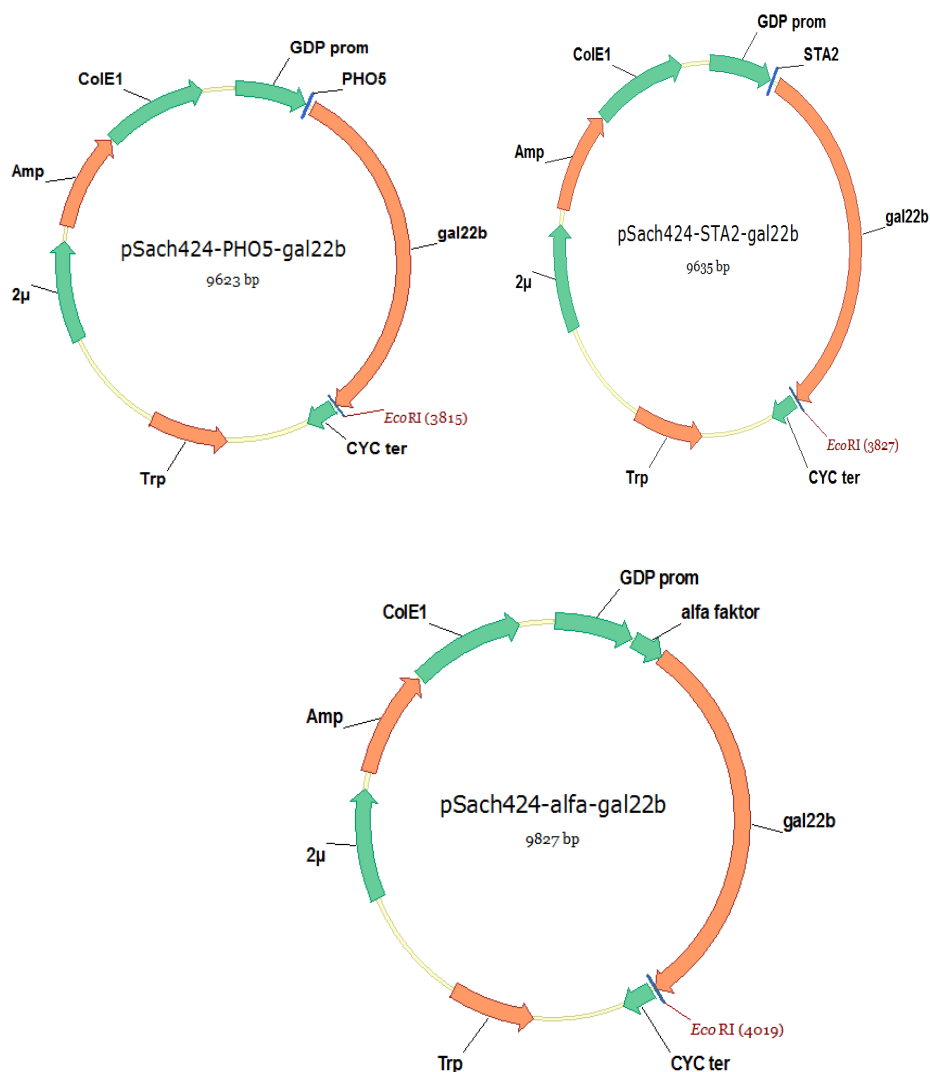 GDP prom
ColE1
PHO5
Amp
pSach424-PHO5-gal22b
9623 bp
gal22b
2µ
EcoRI (3815)
CYC ter
Trp
GDP prom
ColE1
STA2
Amp
pSach424-STA2-gal22b
9635 bp
gal22b
2µ
EcoRI (3827)
CYC ter
Trp
GDP prom
ColE1
alfa faktor
Amp
pSach424-alfa-gal22b
9827 bp
gal22b
2µ
Eco RI (4019)
CYC ter
Trp